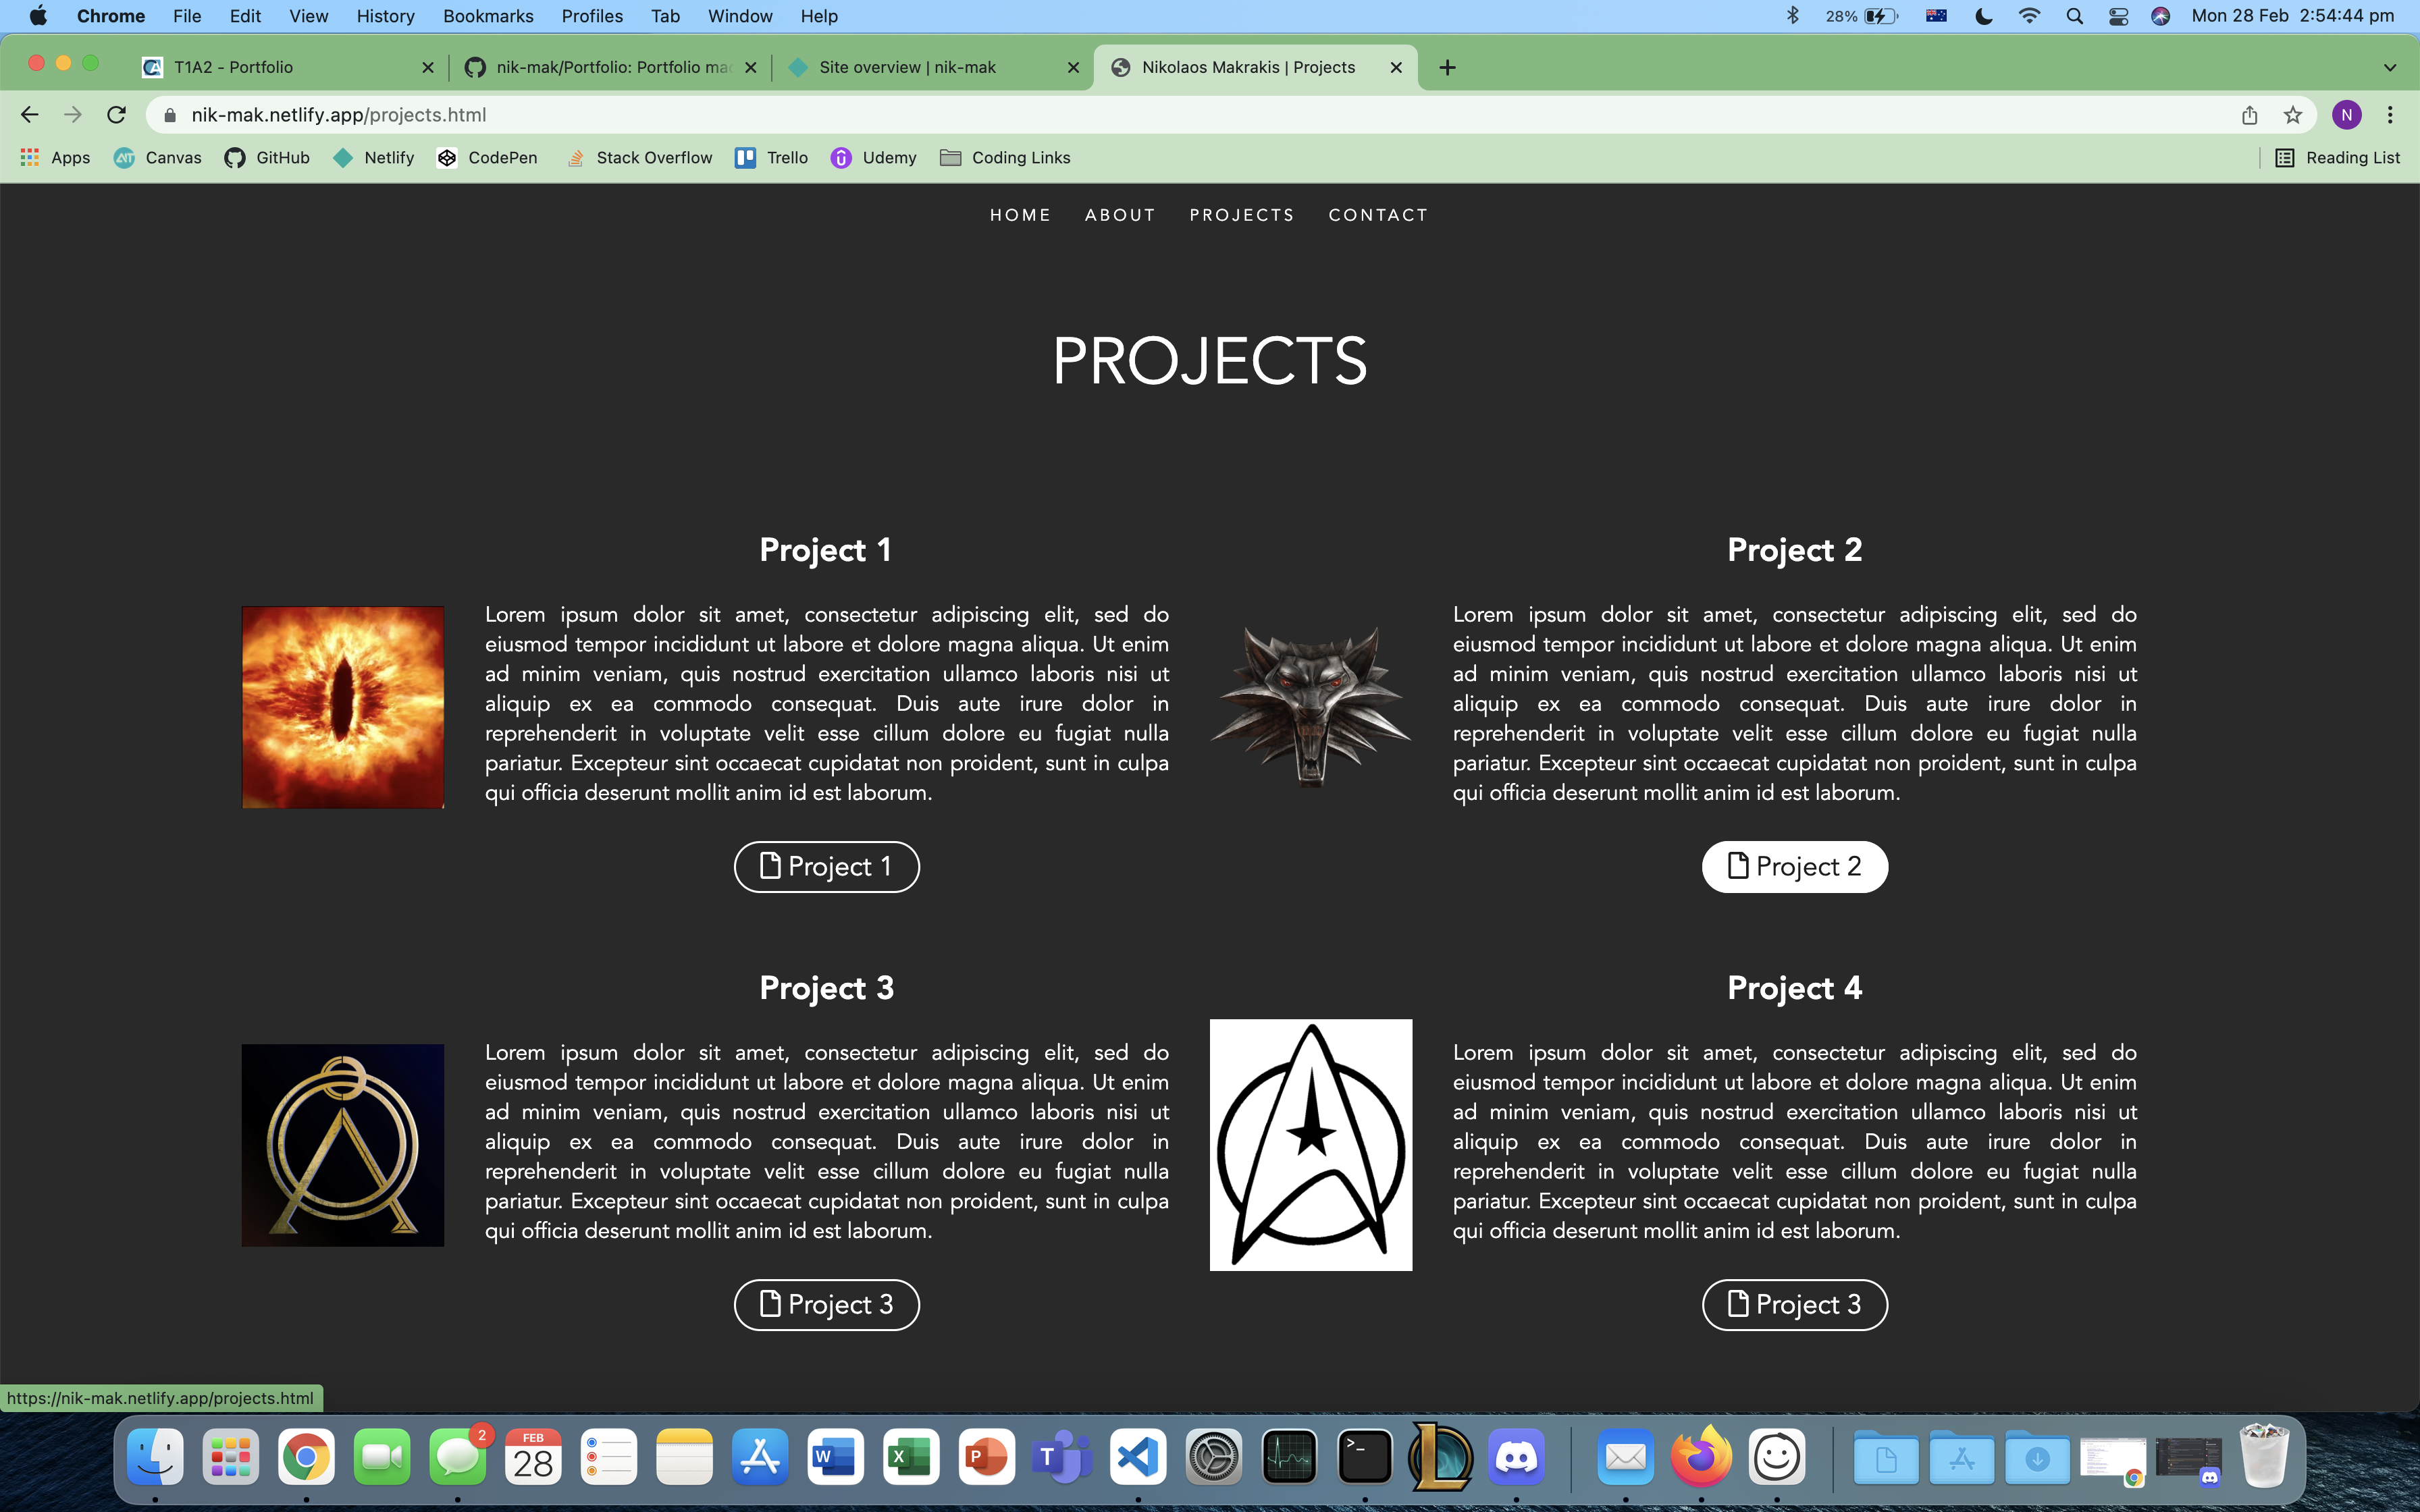 Chrome File Edit View History Bookmarks Profiles Tab Window Help 28% Mon 28 Feb 2:54:44 pm
T1A2 - Portfolio nik-mak/Portfolio: Portfolio Site overview | nik-mak Nikolaos Makrakis | Projects
nik-mak.netlify.app/projects.html N
Apps Canvas GitHub Netlify CodePen Stack Overflow Trello Udemy Coding Links Reading List
HOME ABOUT PROJECTS CONTACT
PROJECTS
Project 1
Lorem ipsum dolor sit amet, consectetur adipiscing elit, sed do
eiusmod tempor incididunt ut labore et dolore magna aliqua. Ut enim
ad minim veniam, quis nostrud exercitation ullamco laboris nisi ut
aliquip ex ea commodo consequat. Duis aute irure dolor in
reprehenderit in voluptate velit esse cillum dolore eu fugiat nulla
pariatur. Excepteur sint occaecat cupidatat non proident, sunt in culpa
qui officia deserunt mollit anim id est laborum.
Project 1
Project 2
Lorem ipsum dolor sit amet, consectetur adipiscing elit, sed do
eiusmod tempor incididunt ut labore et dolore magna aliqua. Ut enim
ad minim veniam, quis nostrud exercitation ullamco laboris nisi ut
aliquip ex ea commodo consequat. Duis aute irure dolor in
reprehenderit in voluptate velit esse cillum dolore eu fugiat nulla
pariatur. Excepteur sint occaecat cupidatat non proident, sunt in culpa
qui officia deserunt mollit anim id est laborum.
Project 2
Project 3
Lorem ipsum dolor sit amet, consectetur adipiscing elit, sed do
eiusmod tempor incididunt ut labore et dolore magna aliqua. Ut enim
ad minim veniam, quis nostrud exercitation ullamco laboris nisi ut
aliquip ex ea commodo consequat. Duis aute irure dolor in
reprehenderit in voluptate velit esse cillum dolore eu fugiat nulla
pariatur. Excepteur sint occaecat cupidatat non proident, sunt in culpa
qui officia deserunt mollit anim id est laborum.
Project 3
Project 4
Lorem ipsum dolor sit amet, consectetur adipiscing elit, sed do
eiusmod tempor incididunt ut labore et dolore magna aliqua. Ut enim
ad minim veniam, quis nostrud exercitation ullamco laboris nisi ut
aliquip ex ea commodo consequat. Duis aute irure dolor in
reprehenderit in voluptate velit esse cillum dolore eu fugiat nulla
pariatur. Excepteur sint occaecat cupidatat non proident, sunt in culpa
qui officia deserunt mollit anim id est laborum.
Project 3
https://nik-mak.netlify.app/projects.html
2
FEB
28
W X P T L